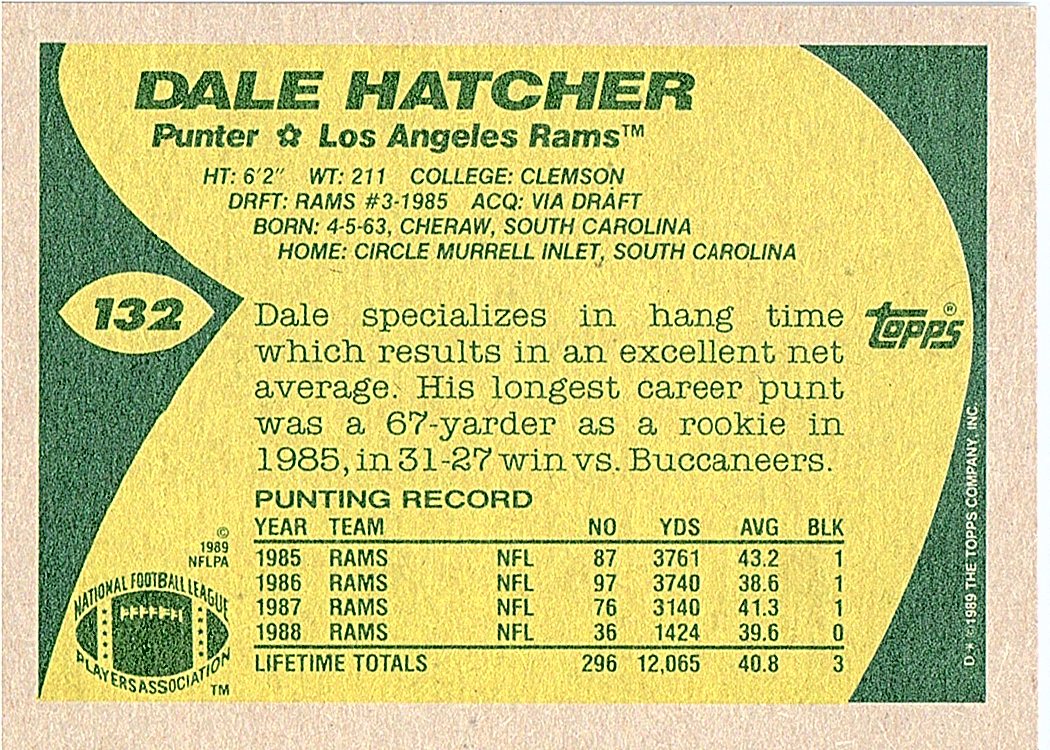 DALE HATCHER
Punter ✩ Los Angeles Rams™
HT: 6'2" WT: 211 COLLEGE: CLEMSON
DRFT: RAMS #3-1985 ACQ: VIA DRAFT
BORN: 4-5-63, CHERAW, SOUTH CAROLINA
HOME: CIRCLE MURRELL INLET, SOUTH CAROLINA
132
Dale specializes in hang time
which results in an excellent net
average. His longest career punt
was a 67-yarder as a rookie in
1985, in 31-27 win vs. Buccaneers.
topps®
PUNTING RECORD
YEAR TEAM NO YDS AVG BLK
1985 RAMS NFL 87 3761 43.2 1
1986 RAMS NFL 97 3740 38.6 1
1987 RAMS NFL 76 3140 41.3 1
1988 RAMS NFL 36 1424 39.6 0
LIFETIME TOTALS 296 12,065 40.8 3
©
1989
NFLPA
NATIONAL FOOTBALL LEAGUE
PLAYERS ASSOCIATION
TM
D* © 1989 THE TOPPS COMPANY, INC.